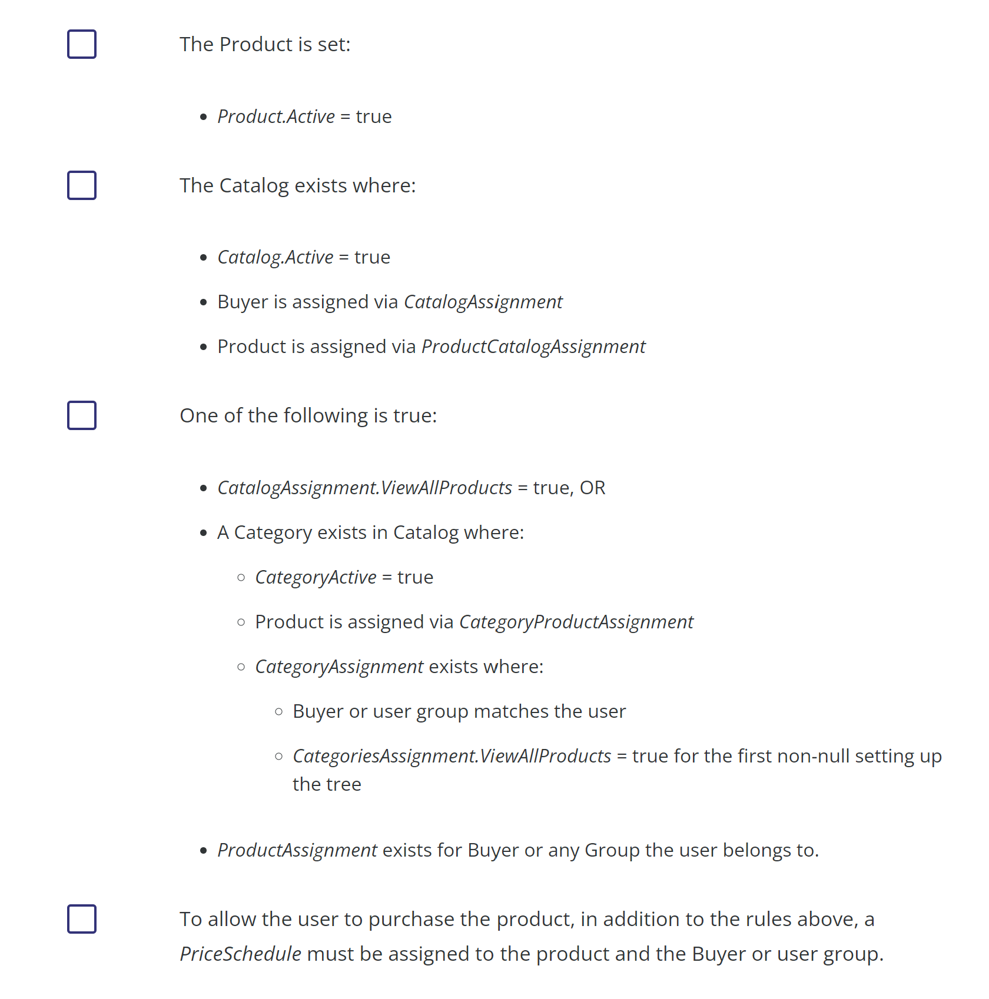 The Product is set:
Product.Active = true
The Catalog exists where:
Catalog.Active = true
Buyer is assigned via CatalogAssignment
Product is assigned via ProductCatalogAssignment
One of the following is true:
CatalogAssignment.ViewAllProducts = true, OR
A Category exists in Catalog where:
CategoryActive = true
Product is assigned via CategoryProductAssignment
CategoryAssignment exists where:
Buyer or user group matches the user
CategoriesAssignment.ViewAllProducts = true for the first non-null setting up
the tree
ProductAssignment exists for Buyer or any Group the user belongs to.
To allow the user to purchase the product, in addition to the rules above, a
PriceSchedule must be assigned to the product and the Buyer or user group.